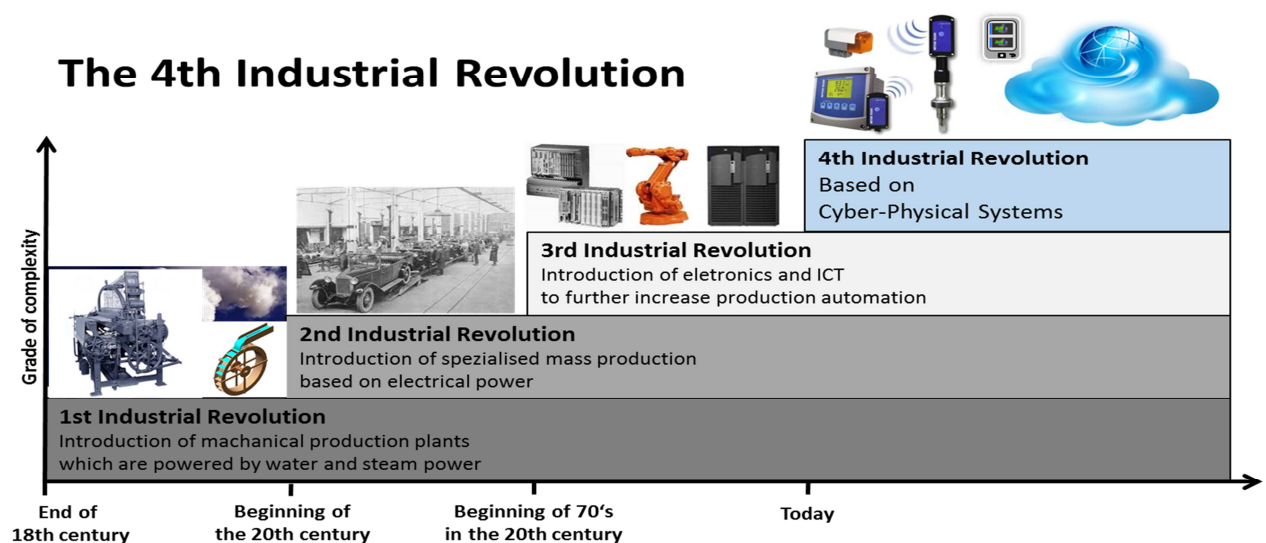 The 4th Industrial Revolution
Grade of complexity
4th Industrial Revolution
Based on
Cyber-Physical Systems
3rd Industrial Revolution
Introduction of eletronics and ICT
to further increase production automation
2nd Industrial Revolution
Introduction of spezialised mass production
based on electrical power
1st Industrial Revolution
Introduction of machanical production plants
which are powered by water and steam power
End of
18th century
Beginning of
the 20th century
Beginning of 70‘s
in the 20th century
Today